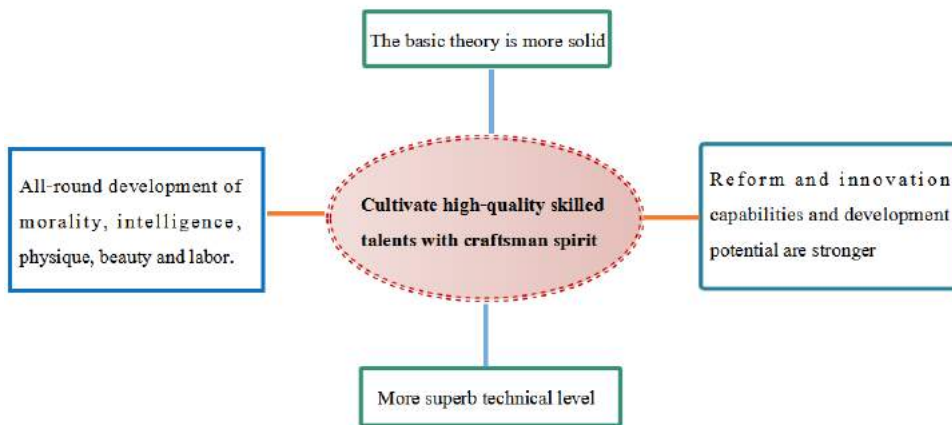 The basic theory is more solid
All-round development of
morality, intelligence,
physique, beauty and labor.
Cultivate high-quality skilled
talents with craftsman spirit
Reform and innovation
capabilities and development
potential are stronger
More superb technical level